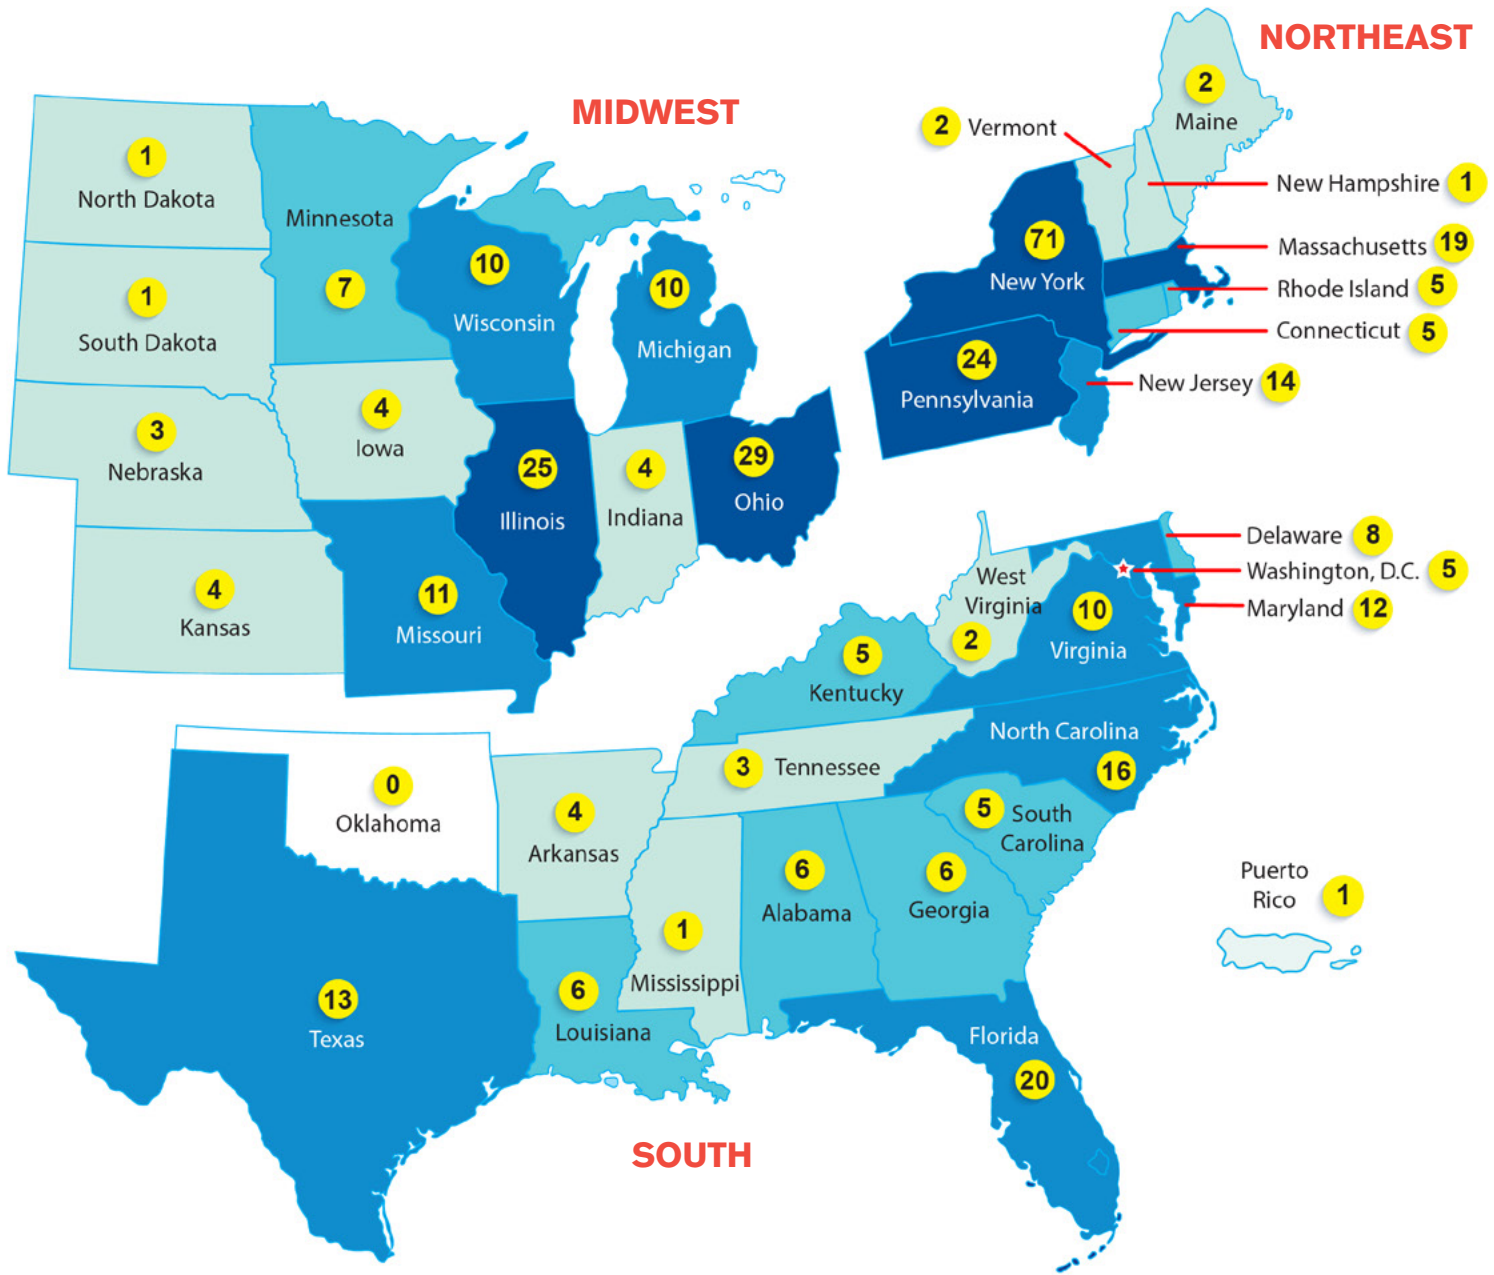 MIDWEST
1
North Dakota
Minnesota
7
1
South Dakota
10
Wisconsin
10
Michigan
3
Nebraska
4
Iowa
25
Illinois
4
Indiana
29
Ohio
4
Kansas
11
Missouri
NORTHEAST
2
Maine
2 Vermont
New Hampshire 1
71
New York
Massachusetts 19
Rhode Island 5
Connecticut 5
24
Pennsylvania
New Jersey 14
Delaware 8
Washington, D.C. 5
Maryland 12
West
Virginia
2
10
Virginia
5
Kentucky
North Carolina
16
3 Tennessee
0
Oklahoma
4
Arkansas
5 South
Carolina
6
Alabama
6
Georgia
1
Mississippi
6
Louisiana
13
Texas
Florida
20
Puerto
Rico 1
SOUTH